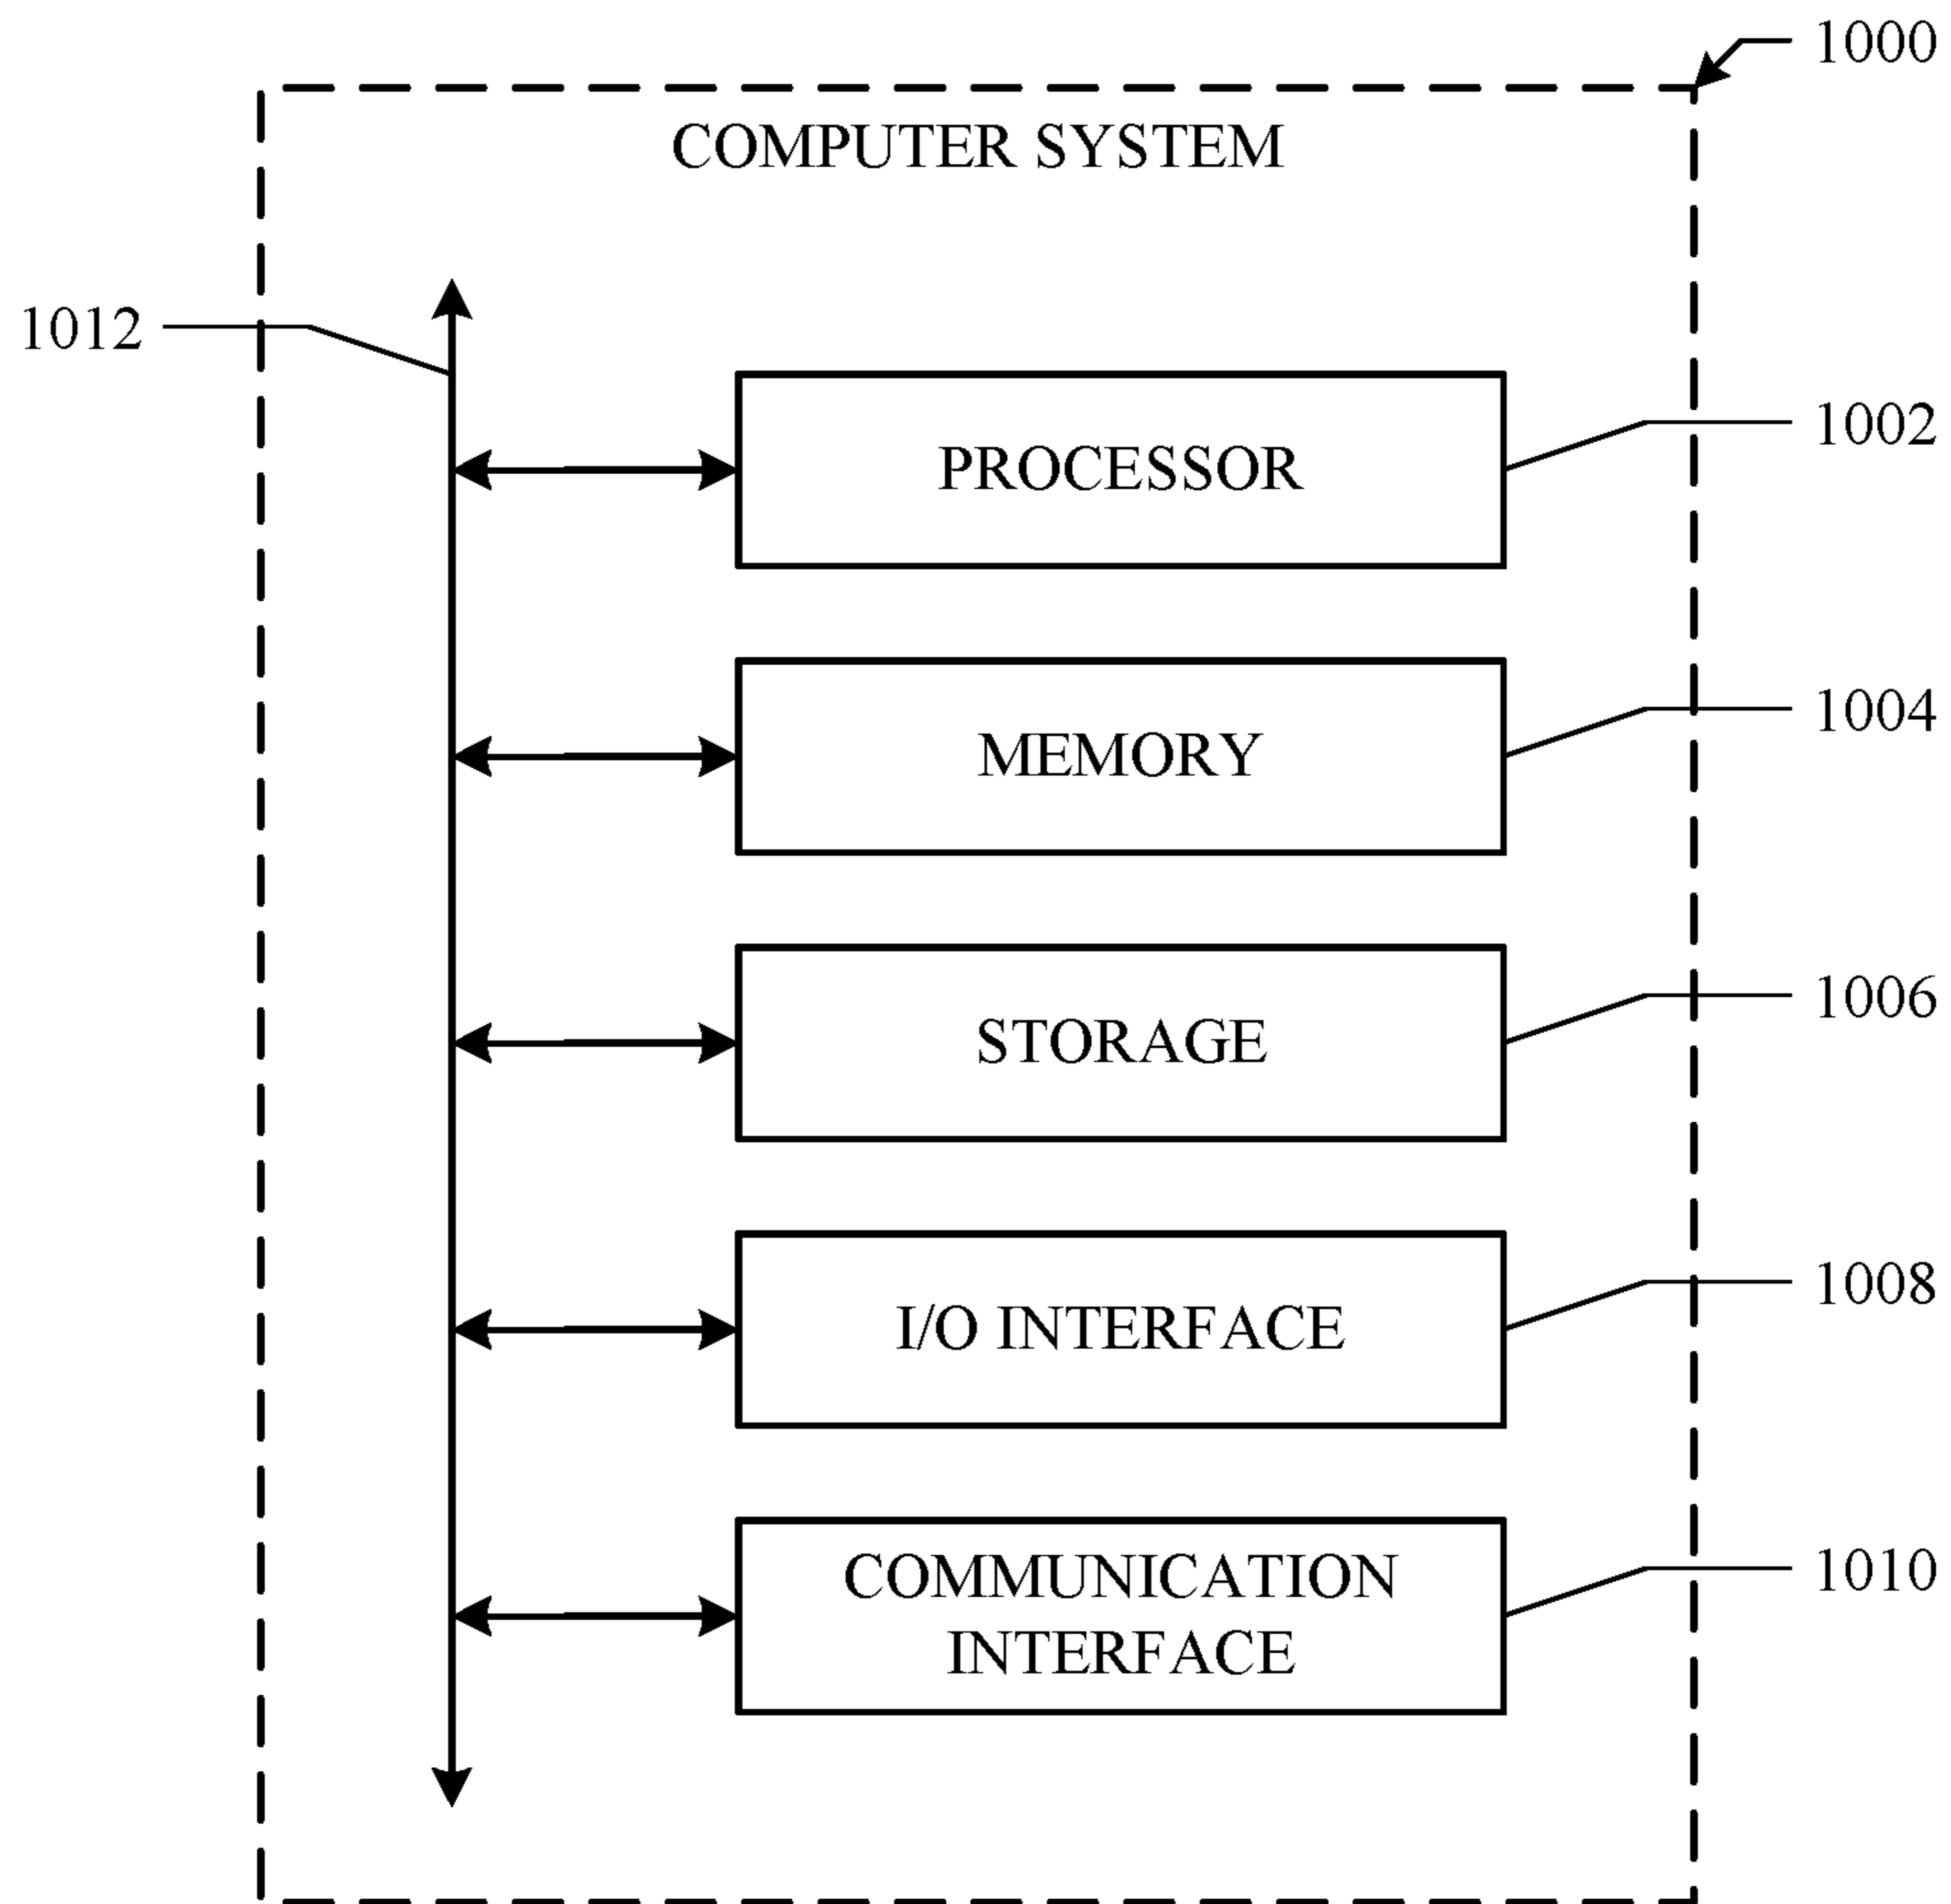 1000
COMPUTER SYSTEM
1012
1002
PROCESSOR
1004
MEMORY
1006
STORAGE
1008
I/O INTERFACE
1010
COMMUNICATION
INTERFACE